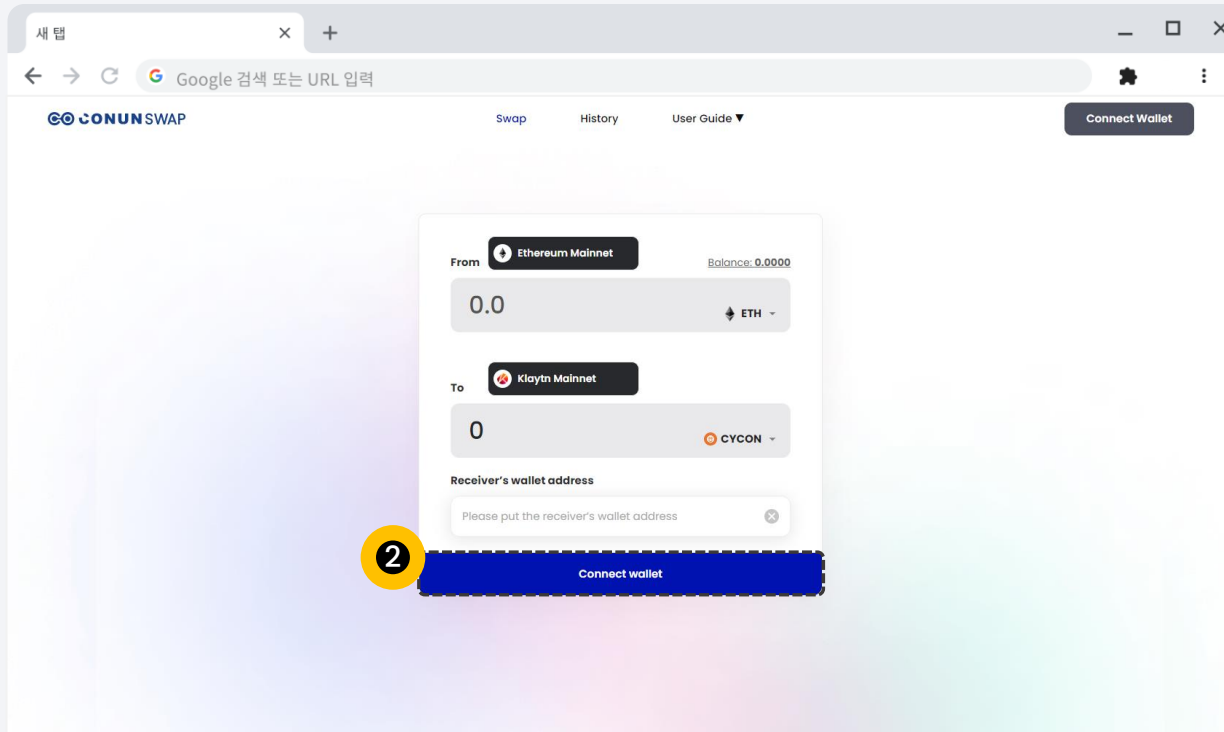 새 탭
Google 검색 또는 URL 입력
CONUN SWAP
Swap History User Guide ▼
Connect Wallet
From Ethereum Mainnet Balance: 0.0000
0.0 ETH
To Klaytn Mainnet
0 CYCON
Receiver's wallet address
Please put the receiver's wallet address
2
Connect wallet